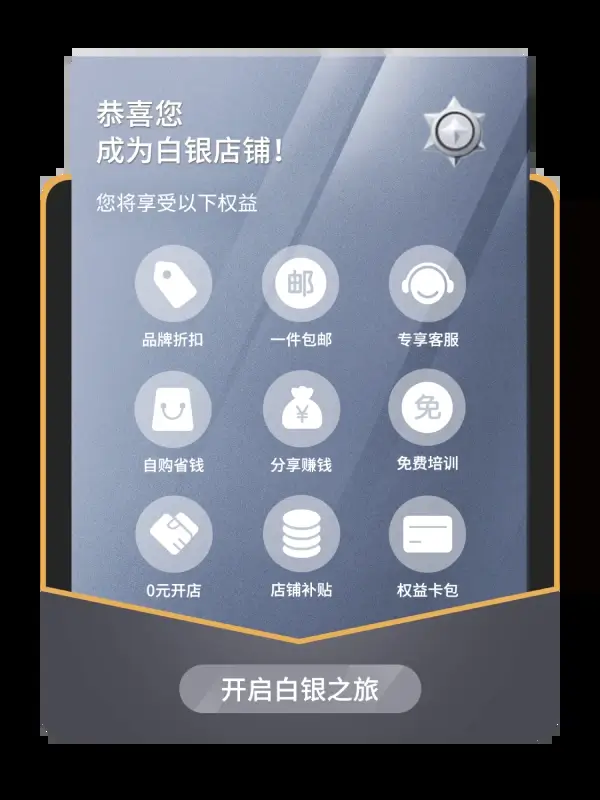 恭喜您
成为白银店铺！
您将享受以下权益
邮
品牌折扣
一件包邮
专享客服
¥
免
自购省钱
分享赚钱
免费培训
0元开店
店铺补贴
权益卡包
开启白银之旅